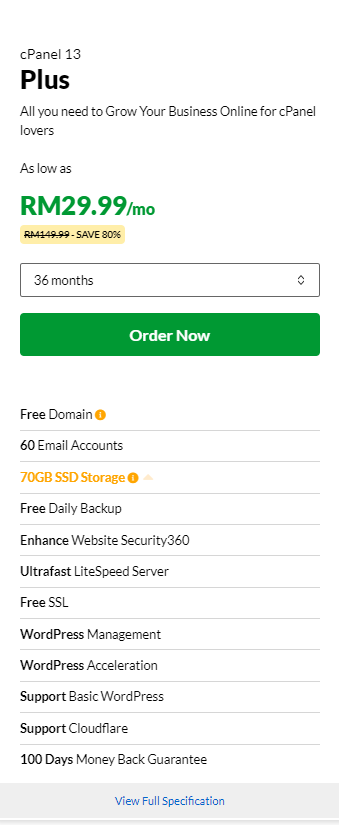 cPanel 13
Plus
All you need to Grow Your Business Online for cPanel
lovers
As low as
RM29.99/mo
RM149.99 - SAVE 80%
36 months
Order Now
Free Domain
60 Email Accounts
70GB SSD Storage
Free Daily Backup
Enhance Website Security360
Ultrafast LiteSpeed Server
Free SSL
WordPress Management
WordPress Acceleration
Support Basic WordPress
Support Cloudflare
100 Days Money Back Guarantee
View Full Specification